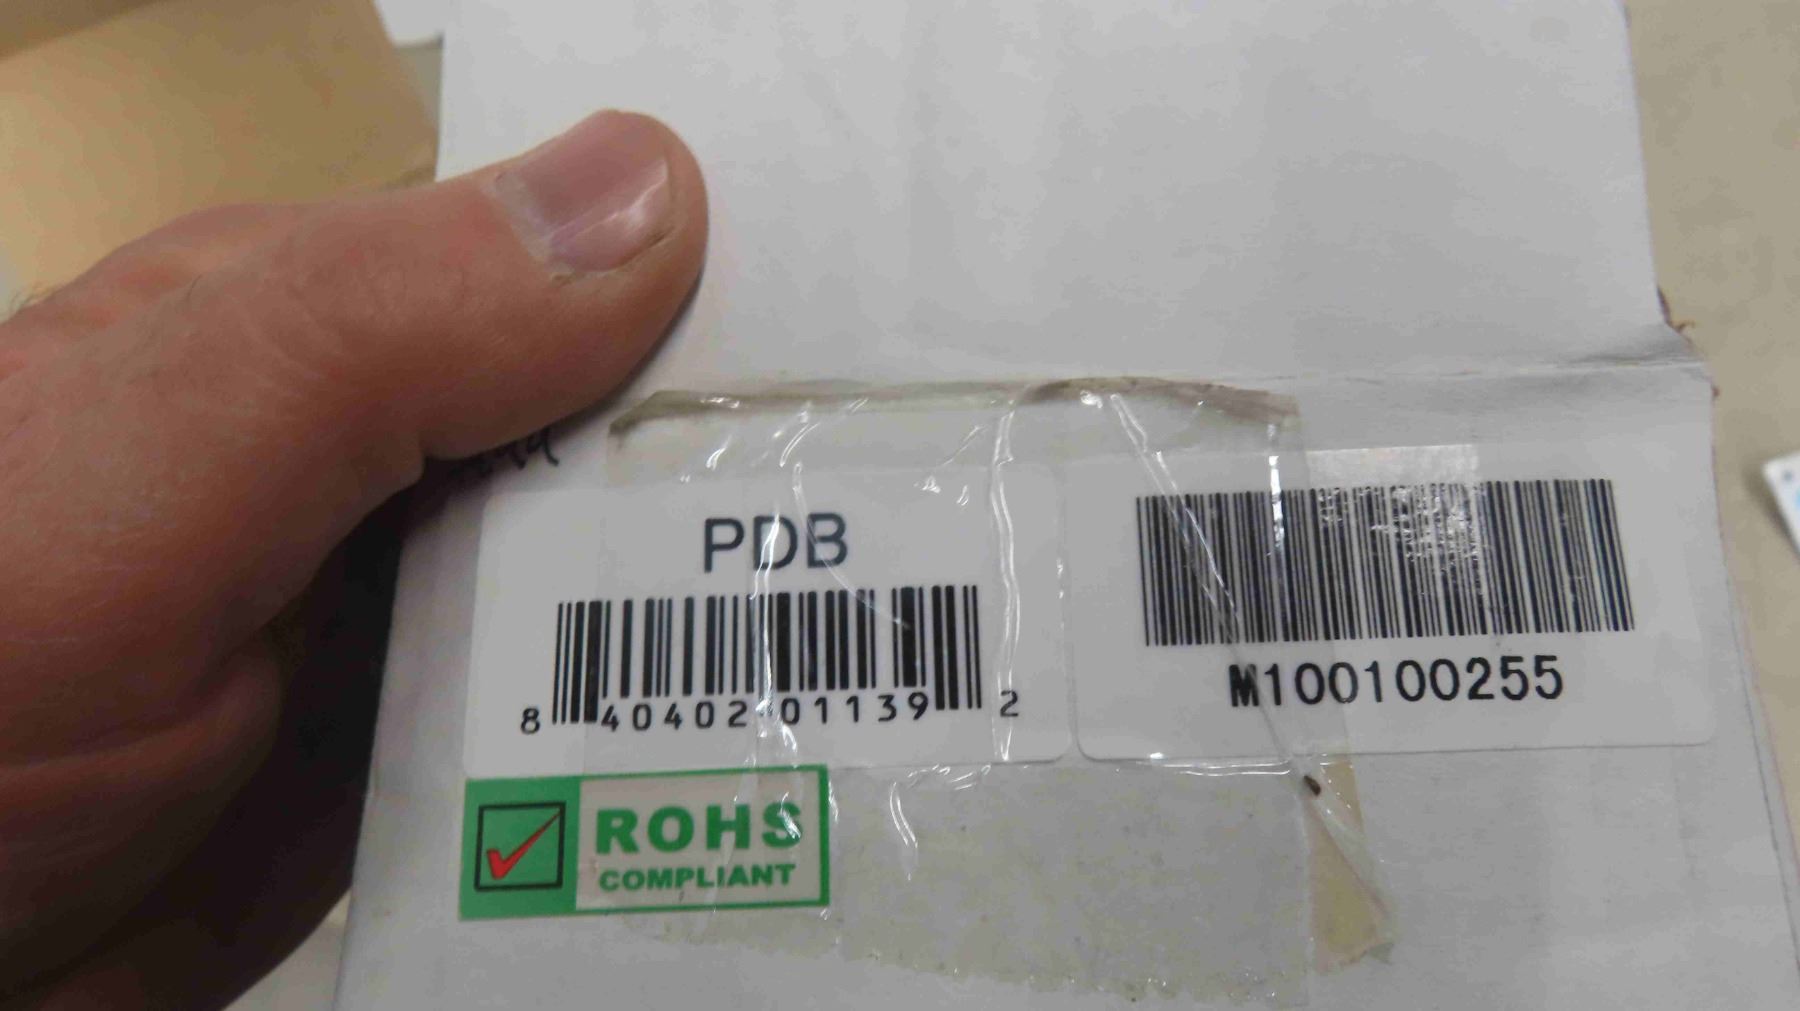 PDB
8 40402 01139 2
M100100255
ROHS
COMPLIANT